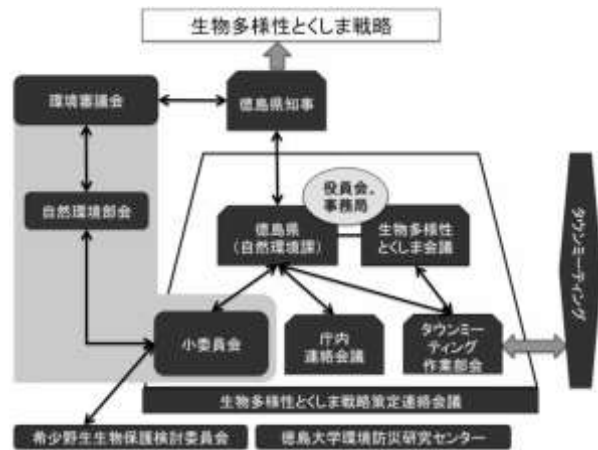 生物多様性とくしま戦略
環境審議会
徳島県知事
自然環境部会
役員会、
事務局
徳島県
(自然環境課)
生物多様性
とくしま会議
タウンミーティング
小委員会
庁内
連絡会議
タウンミ
ーティング
作業部会
生物多様性とくしま戦略策定連絡会議
希少野生生物保護検討委員会
徳島大学環境防災研究センター